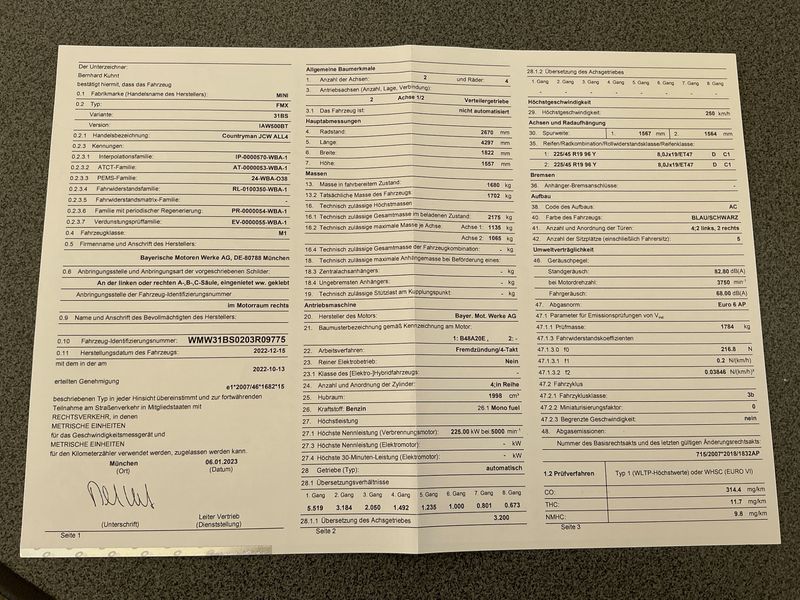 Der Unterzeichner:
Bernhard Kuhnt
bestätigt hiermit, dass das Fahrzeug
0.1 Fabrikmarke (Handelsname des Herstellers): MINI
0.2 Typ: FMX
Variante: 31BS
Version: IAW500BT
0.2.1 Handelsbezeichnung: Countryman JCW ALL4
0.2.3 Kennungen:
0.2.3.1 Interpolationsfamilie: IP-0000570-WBA-1
0.2.3.2 ATCT-Familie: AT-0000053-WBA-1
0.2.3.3 PEMS-Familie: 24-WBA-O38
0.2.3.4 Fahrwiderstandsfamilie: RL-0100350-WBA-1
0.2.3.5 Fahrwiderstandsmatrix-Familie: -
0.2.3.6 Familie mit periodischer Regenerierung: PR-0000054-WBA-1
0.2.3.7 Verdunstungsprüffamilie: EV-0000055-WBA-1
0.4 Fahrzeugklasse: M1
0.5 Firmenname und Anschrift des Herstellers:
Bayerische Motoren Werke AG, DE-80788 München
0.6 Anbringungsstelle und Anbringungsart der vorgeschriebenen Schilder:
An der linken oder rechten A-,B-,C-Säule, eingenietet ww. geklebt
Anbringungsstelle der Fahrzeug-Identifizierungsnummer
im Motorraum rechts
0.9 Name und Anschrift des Bevollmächtigten des Herstellers:
0.10 Fahrzeug-Identifizierungsnummer: WMW31BS0203R09775
0.11 Herstellungsdatum des Fahrzeugs: 2022-12-15
mit dem in der am
2022-10-13
erteilten Genehmigung
e1*2007/46*1682*15
beschriebenen Typ in jeder Hinsicht übereinstimmt und zur fortwährenden
Teilnahme am Straßenverkehr in Mitgliedstaaten mit
RECHTSVERKEHR, in denen
METRISCHE EINHEITEN
für das Geschwindigkeitsmessgerät und
METRISCHE EINHEITEN
für den Kilometerzähler verwendet werden, zugelassen werden kann.
München 06.01.2023
(Ort) (Datum)
Leiter Vertrieb
(Unterschrift) (Dienststellung)
Seite 1
Allgemeine Baumerkmale
1. Anzahl der Achsen: 2 und Räder: 4
3. Antriebsachsen (Anzahl, Lage, Verbindung):
2 Achse 1/2 Verteilergetriebe
3.1 Das Fahrzeug ist: nicht automatisiert
Hauptabmessungen
4. Radstand: 2670 mm
5. Länge: 4297 mm
6. Breite: 1822 mm
7. Höhe: 1557 mm
Massen
13. Masse in fahrbereitem Zustand: 1680 kg
13.2 Tatsächliche Masse des Fahrzeugs 1702 kg
16. Technisch zulässige Höchstmassen
16.1 Technisch zulässige Gesamtmasse im beladenen Zustand: 2175 kg
16.2 Technisch zulässige maximale Masse je Achse: Achse 1: 1135 kg
Achse 2: 1065 kg
16.4 Technisch zulässige Gesamtmasse der Fahrzeugkombination: - kg
18. Technisch zulässige maximale Anhängemasse bei Beförderung eines:
18.3 Zentralachsanhängers - kg
18.4 Ungebremsten Anhängers: - kg
19. Technisch zulässige Stützlast am Kupplungspunkt: - kg
Antriebsmaschine
20. Hersteller des Motors: Bayer. Mot. Werke AG
21. Baumusterbezeichnung gemäß Kennzeichnung am Motor:
1: B48A20E , 2: -
22. Arbeitsverfahren: Fremdzündung/4-Takt
23. Reiner Elektrobetrieb: Nein
23.1 Klasse des [Elektro-]Hybridfahrzeugs: -
24. Anzahl und Anordnung der Zylinder: 4;in Reihe
25. Hubraum: 1998 cm³
26. Kraftstoff: Benzin 26.1 Mono fuel
27. Höchstleistung
27.1 Höchste Nennleistung (Verbrennungsmotor): 225.00 kW bei:5000 min⁻¹
27.3 Höchste Nennleistung (Elektromotor): - kW
27.4 Höchste 30-Minuten-Leistung (Elektromotor): - kW
28 Getriebe (Typ): automatisch
28.1 Übersetzungsverhältnisse
1. Gang 2. Gang 3. Gang 4. Gang 5. Gang 6. Gang 7. Gang 8. Gang
5.519 3.184 2.050 1.492 1.235 1.000 0.801 0.673
28.1.1 Übersetzung des Achsgetriebes 3.200
Seite 2
28.1.2 Übersetzung des Achsgetriebes
1. Gang 2. Gang 3. Gang 4. Gang 5. Gang 6. Gang 7. Gang 8. Gang
- - - - - - - -
Höchstgeschwindigkeit
29. Höchstgeschwindigkeit: 250 km/h
Achsen und Radaufhängung
30. Spurweite: 1. 1567 mm 2. 1564 mm
35. Reifen/Radkombination/Rollwiderstandsklasse/Reifenklasse:
1: 225/45 R19 96 Y 8,0Jx19/ET47 D C1
2: 225/45 R19 96 Y 8,0Jx19/ET47 D C1
Bremsen
36. Anhänger-Bremsanschlüsse: -
Aufbau
38. Code des Aufbaus: AC
40. Farbe des Fahrzeugs: BLAU/SCHWARZ
41. Anzahl und Anordnung der Türen: 4;2 links, 2 rechts
42. Anzahl der Sitzplätze (einschließlich Fahrersitz): 5
Umweltverträglichkeit
46. Geräuschpegel:
Standgeräusch: 82.80 dB(A)
bei Motordrehzahl: 3750 min⁻¹
Fahrgeräusch: 68.00 dB(A)
47. Abgasnorm: Euro 6 AP
47.1 Parameter für Emissionsprüfungen von Vind
47.1.1 Prüfmasse: 1784 kg
47.1.3 Fahrwiderstandskoeffizienten
47.1.3.0 f0 216.8 N
47.1.3.1 f1 0.2 N/(km/h)
47.1.3.2 f2 0.03846 N/(km/h)²
47.2 Fahrzyklus
47.2.1 Fahrzyklusklasse: 3b
47.2.2 Miniaturisierungsfaktor: 0
47.2.3 Begrenzte Geschwindigkeit: nein
48. Abgasemissionen:
Nummer des Basisrechtsakts und des letzten gültigen Änderungsrechtsakts:
715/2007*2018/1832AP
1.2 Prüfverfahren: Typ 1 (WLTP-Höchstwerte) oder WHSC (EURO VI)
CO: 314.4 mg/km
THC: 11.7 mg/km
NMHC: 9.8 mg/km
Seite 3